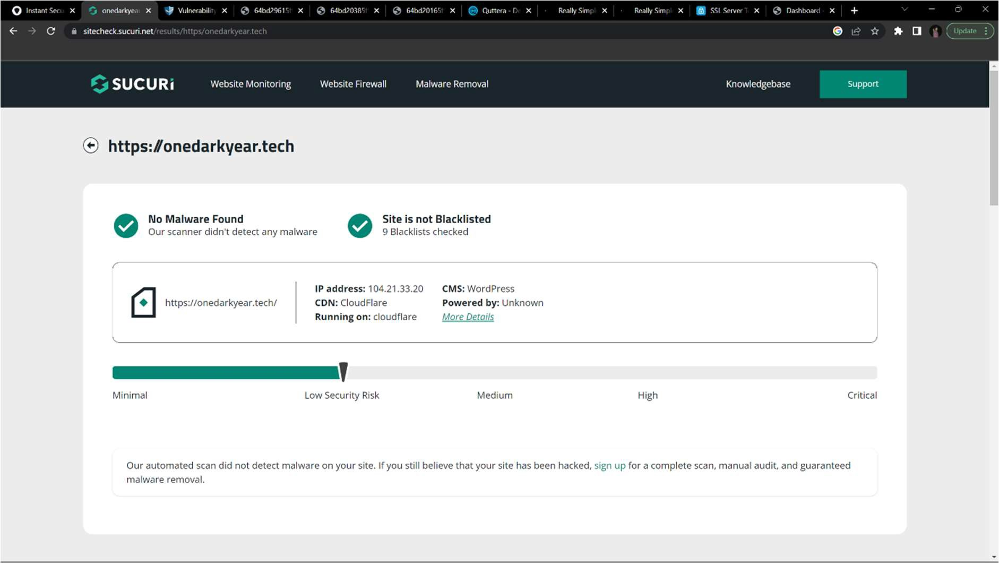 Instant Secu
onedarkyea
Vulnerability
64bd29615f
64bd20385f
64bd20165f
Quttera - D
Really Simpl
Really Simpl
SSL Server T
Dashboard
sitecheck.sucuri.net/results/https/onedarkyear.tech
Update
SUCURi
Website Monitoring
Website Firewall
Malware Removal
Knowledgebase
Support
https://onedarkyear.tech
No Malware Found
Our scanner didn't detect any malware
Site is not Blacklisted
9 Blacklists checked
https://onedarkyear.tech/
IP address: 104.21.33.20
CDN: CloudFlare
Running on: cloudflare
CMS: WordPress
Powered by: Unknown
More Details
Minimal
Low Security Risk
Medium
High
Critical
Our automated scan did not detect malware on your site. If you still believe that your site has been hacked, sign up for a complete scan, manual audit, and guaranteed
malware removal.